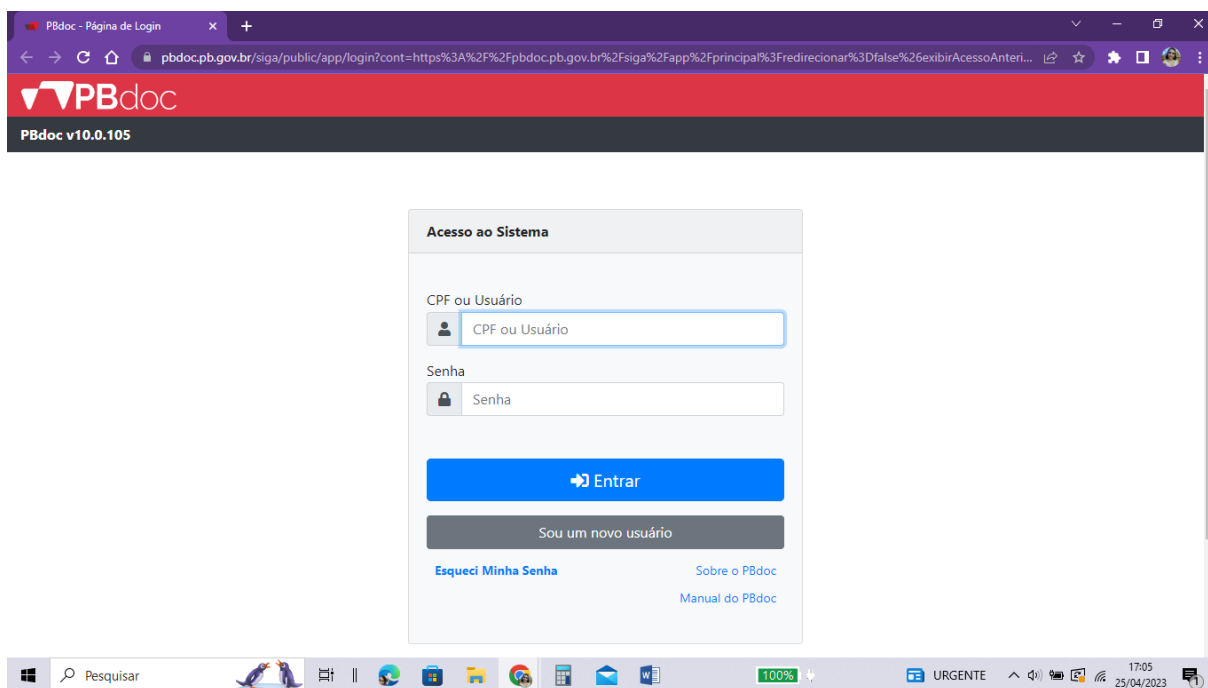 PBdoc - Página de Login
pbdoc.pb.gov.br/siga/public/app/login?cont=https%3A%2F%2Fpbdoc.pb.gov.br%2Fsiga%2Fapp%2Fprincipal%3Fredirecionar%3Dfalse%26exibirAcessoAnteri...
PBdoc
PBdoc v10.0.105
Acesso ao Sistema
CPF ou Usuário
CPF ou Usuário
Senha
Senha
Entrar
Sou um novo usuário
Esqueci Minha Senha Sobre o PBdoc
Manual do PBdoc
Pesquisar 100% URGENTE 17:05
25/04/2023 1